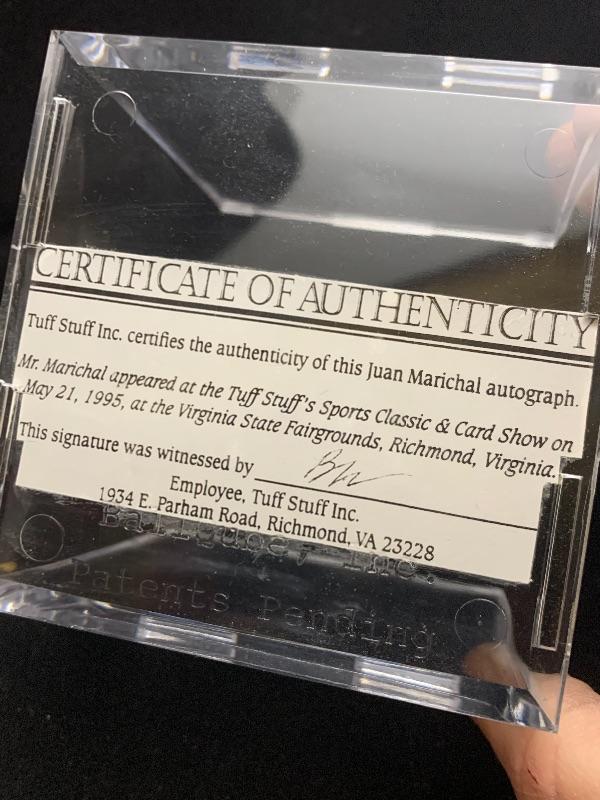 CERTIFICATE OF AUTHENTICITY
Tuff Stuff Inc. certifies the authenticity of this Juan Marichal autograph.
Mr. Marichal appeared at the Tuff Stuff's Sports Classic & Card Show on
May 21, 1995, at the Virginia State Fairgrounds, Richmond, Virginia.
This signature was witnessed by
Employee, Tuff Stuff Inc.
1934 E. Parham Road, Richmond, VA 23228
Ballqube, Inc.
Patents Pending